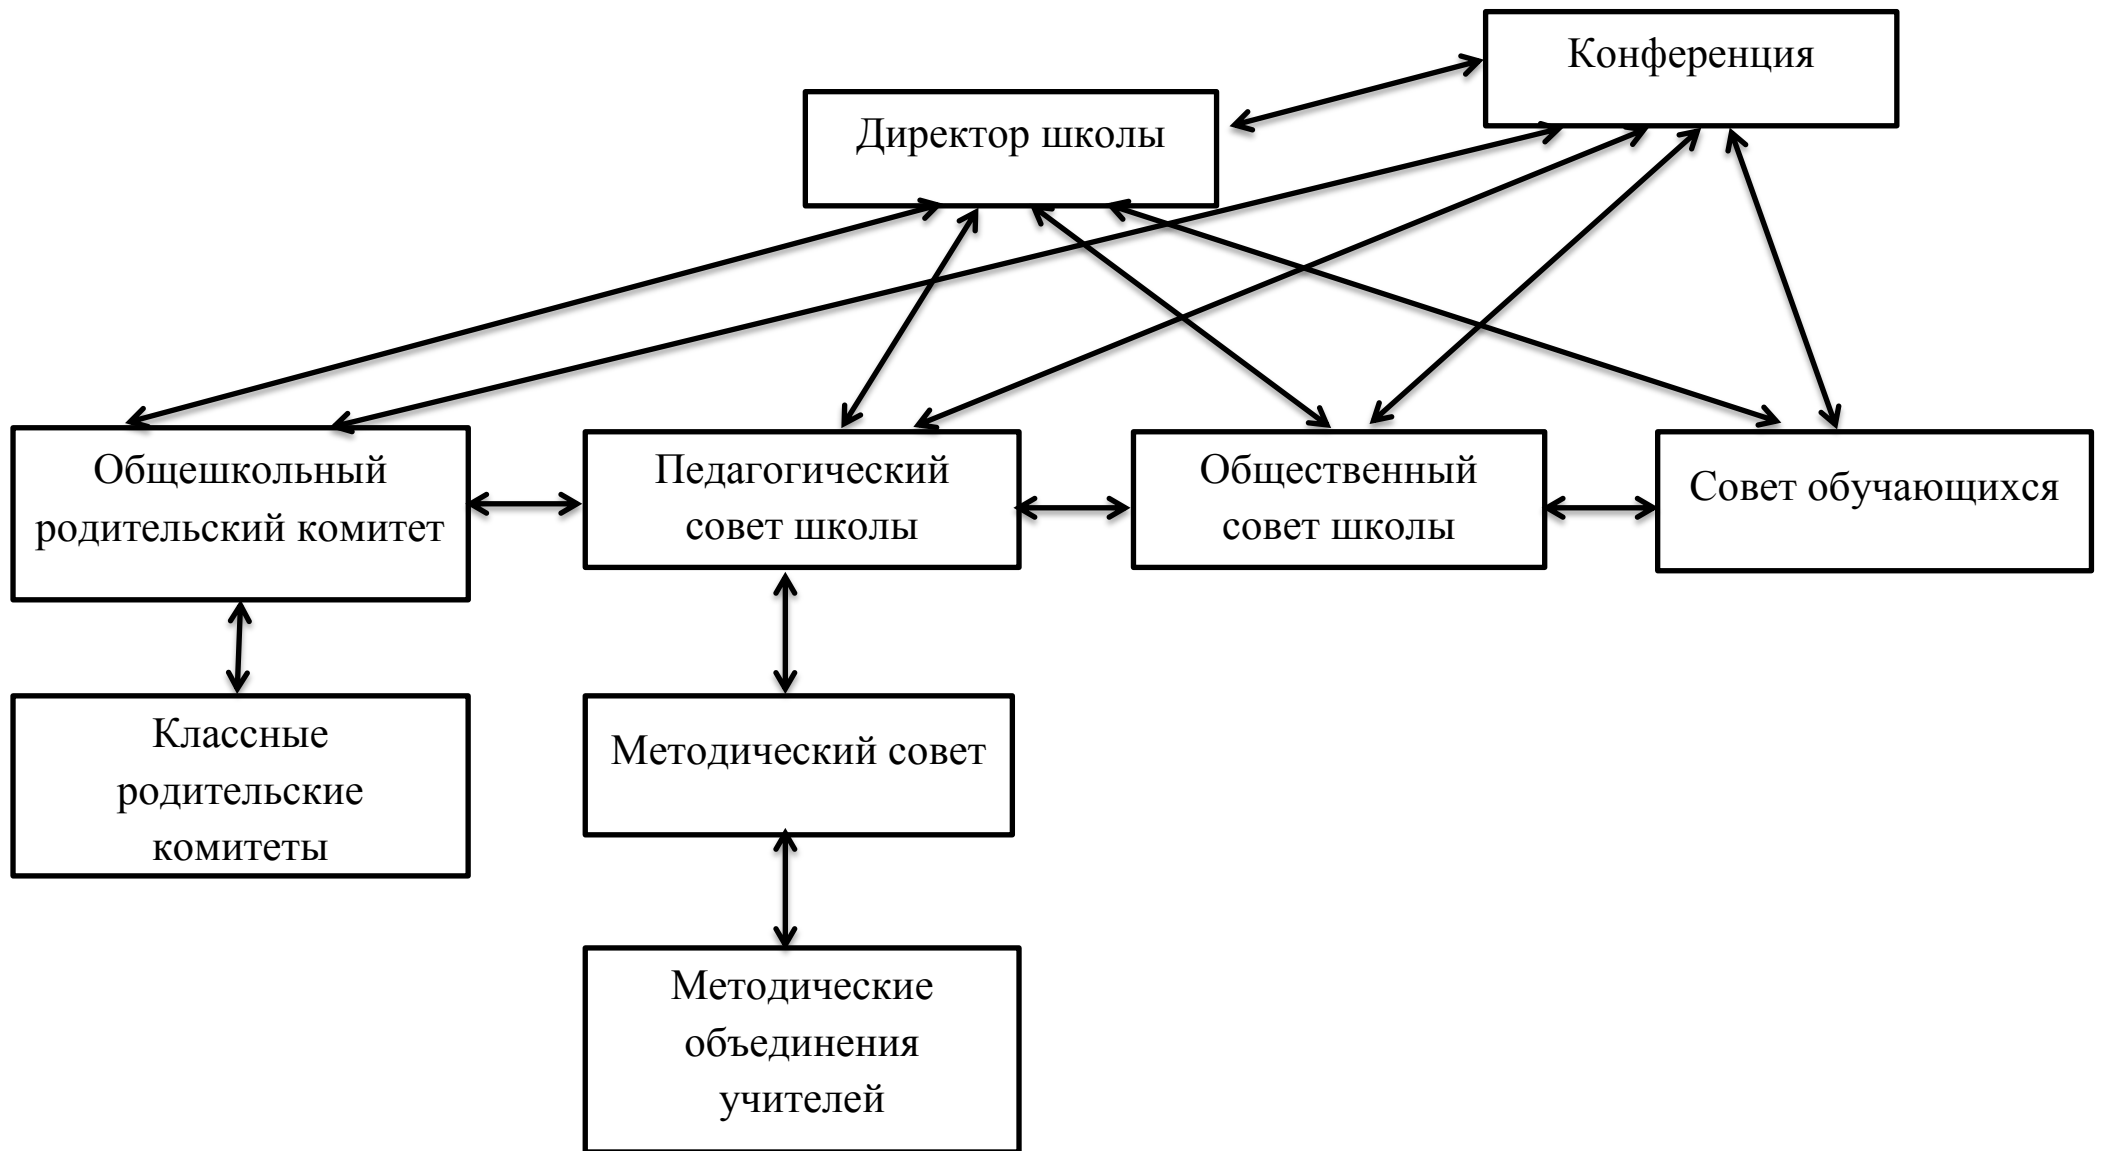 Конференция
Директор школы
Общешкольный
родительский комитет
Педагогический
совет школы
Общественный
совет школы
Совет обучающихся
Классные
родительские
комитеты
Методический совет
Методические
объединения
учителей